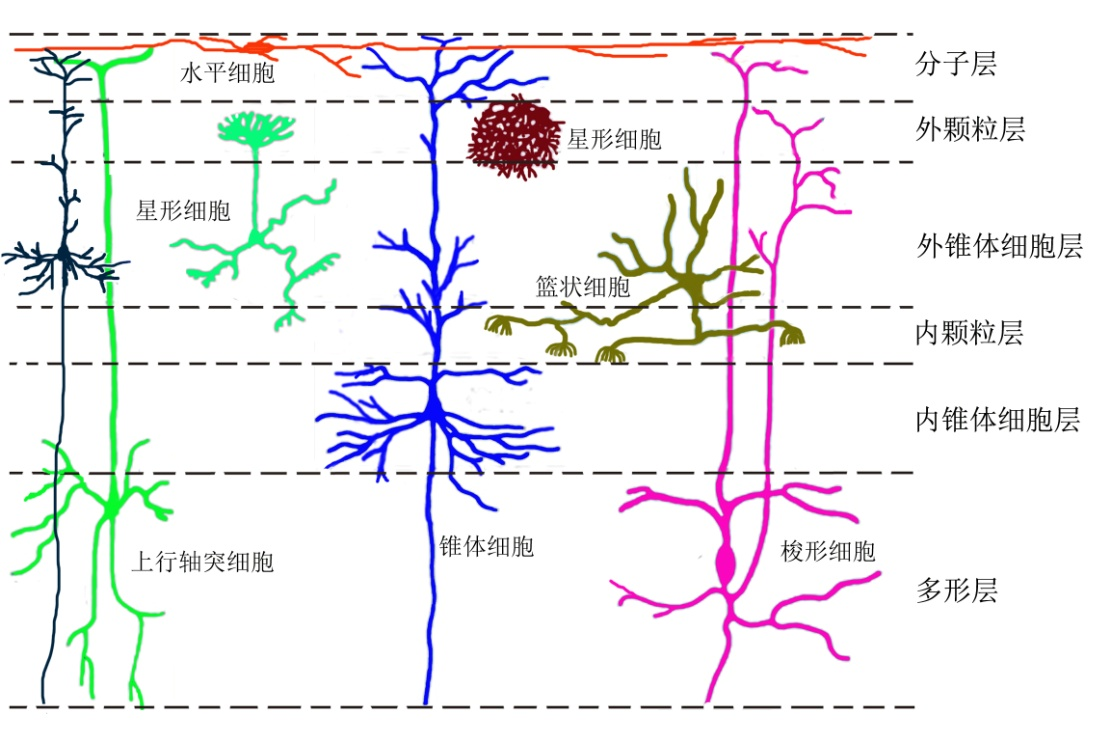 水平细胞
分子层
外颗粒层
星形细胞
星形细胞
外锥体细胞层
篮状细胞
内颗粒层
内锥体细胞层
锥体细胞
梭形细胞
上行轴突细胞
多形层